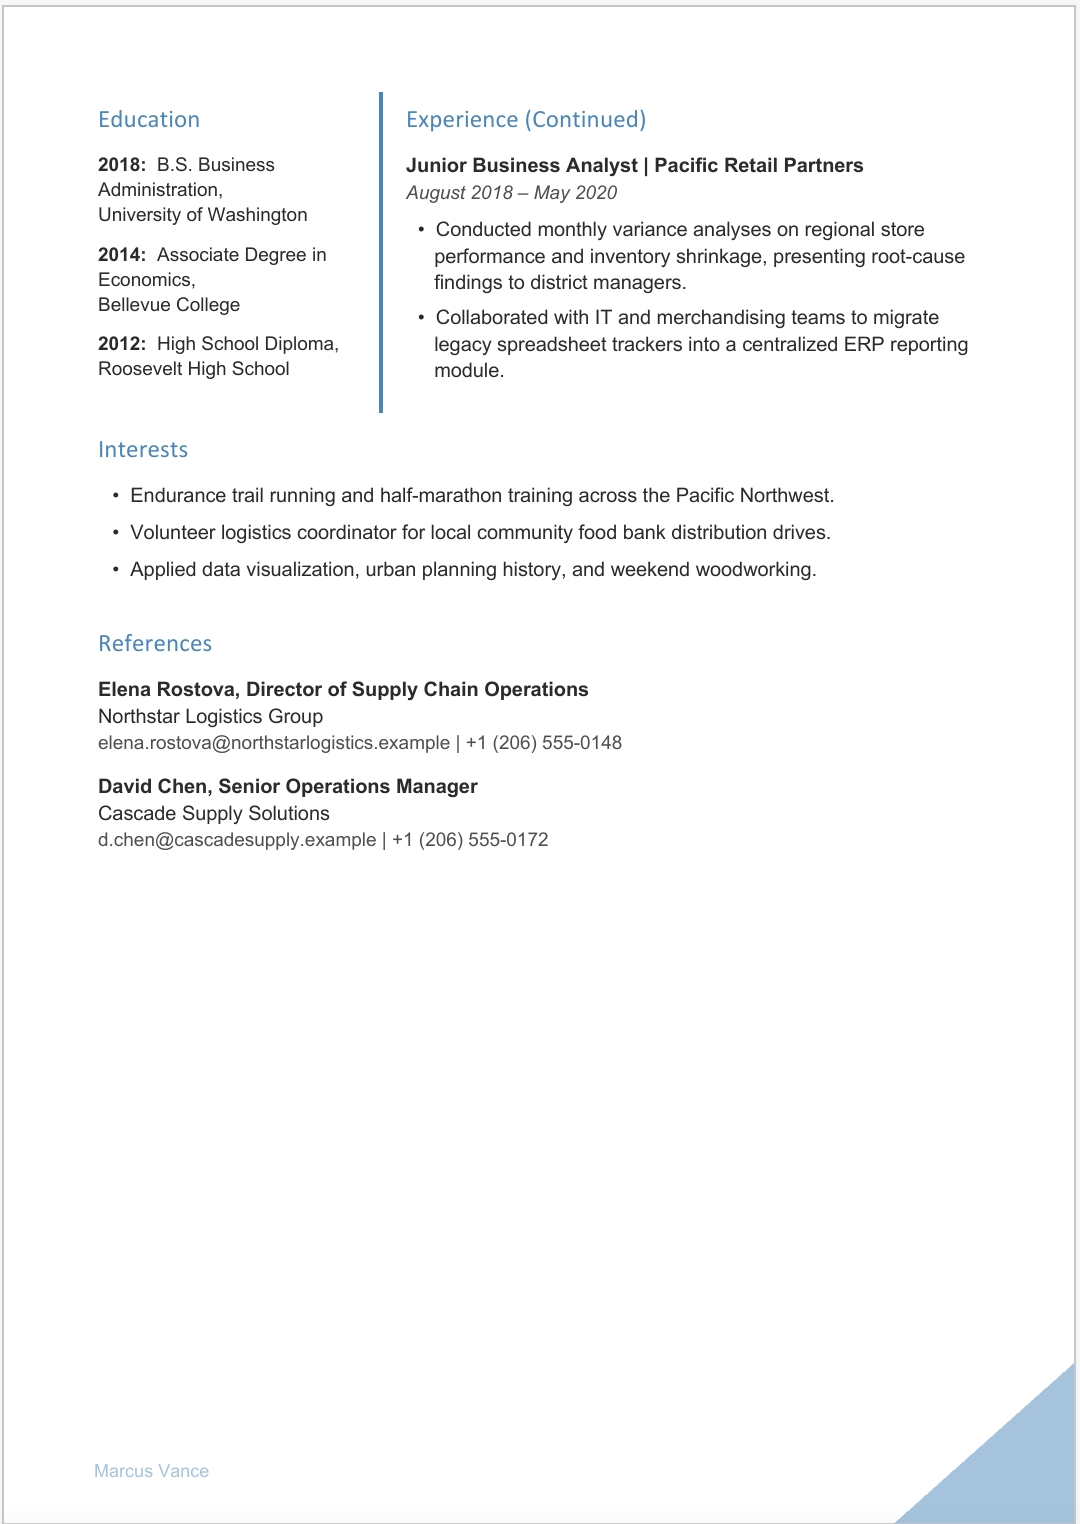 Education
2018: B.S. Business
Administration,
University of Washington
2014: Associate Degree in
Economics,
Bellevue College
2012: High School Diploma,
Roosevelt High School
Experience (Continued)
Junior Business Analyst | Pacific Retail Partners
August 2018 – May 2020
• Conducted monthly variance analyses on regional store
performance and inventory shrinkage, presenting root-cause
findings to district managers.
• Collaborated with IT and merchandising teams to migrate
legacy spreadsheet trackers into a centralized ERP reporting
module.
Interests
• Endurance trail running and half-marathon training across the Pacific Northwest.
• Volunteer logistics coordinator for local community food bank distribution drives.
• Applied data visualization, urban planning history, and weekend woodworking.
References
Elena Rostova, Director of Supply Chain Operations
Northstar Logistics Group
elena.rostova@northstarlogistics.example | +1 (206) 555-0148
David Chen, Senior Operations Manager
Cascade Supply Solutions
d.chen@cascadesupply.example | +1 (206) 555-0172
Marcus Vance